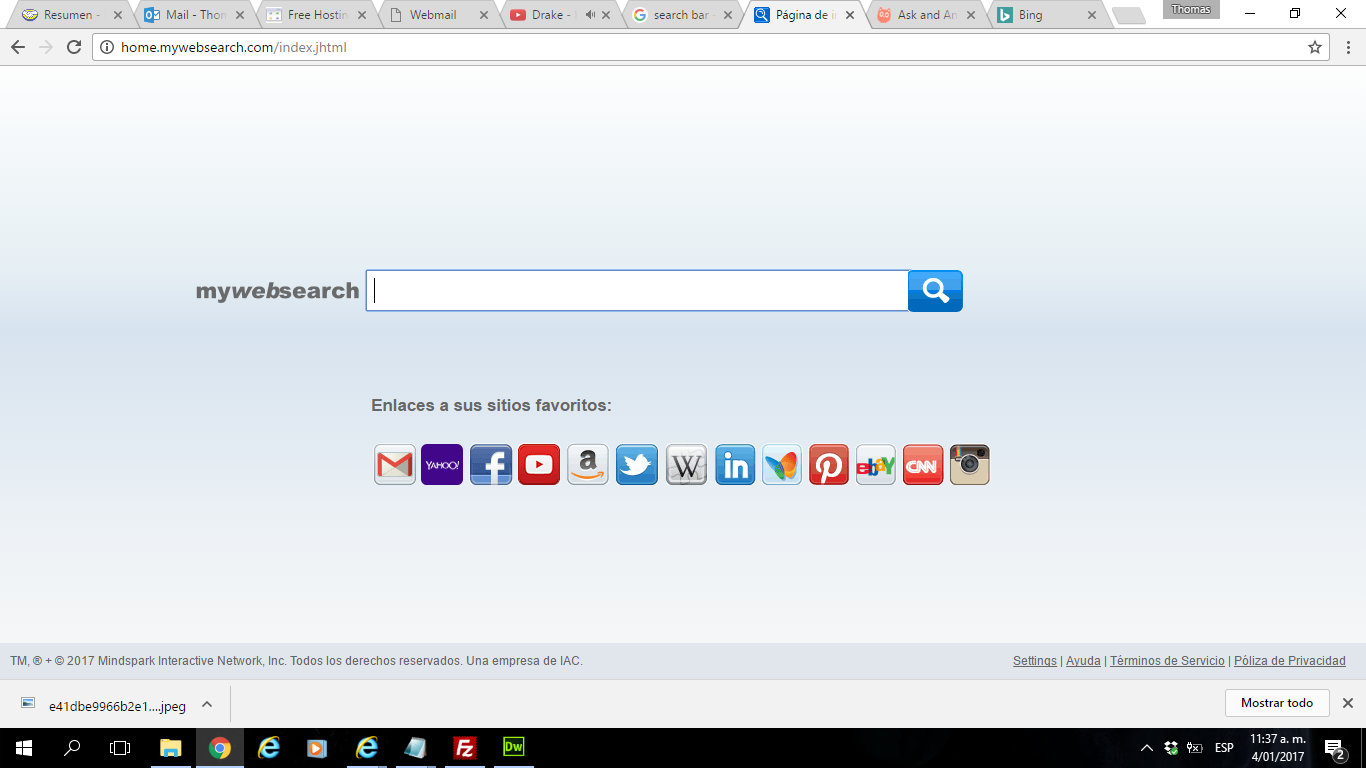 Resumen -
Mail - Thon
Free Hostin
Webmail
Drake -
search bar
Página de i
Ask and An
Bing
Thomas
home.mywebsearch.com/index.jhtml
mywebsearch
Enlaces a sus sitios favoritos:
YAHOO!
a
W
in
ebay
CNN
TM, ® + © 2017 Mindspark Interactive Network, Inc. Todos los derechos reservados. Una empresa de IAC.
Settings | Ayuda | Términos de Servicio | Póliza de Privacidad
e41dbe9966b2e1....jpeg
Mostrar todo
Dw
ESP
11:37 a. m.
4/01/2017
2